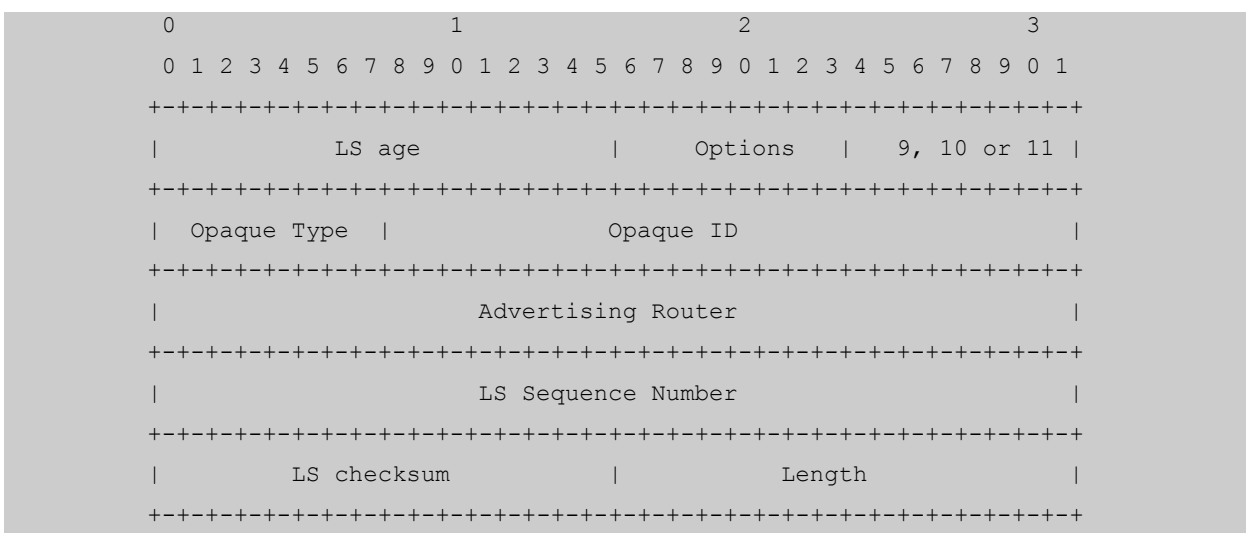 0                   1                   2                   3
0 1 2 3 4 5 6 7 8 9 0 1 2 3 4 5 6 7 8 9 0 1 2 3 4 5 6 7 8 9 0 1
+-+-+-+-+-+-+-+-+-+-+-+-+-+-+-+-+-+-+-+-+-+-+-+-+-+-+-+-+-+-+-+-+
|            LS age             |     Options   |   9, 10 or 11 |
+-+-+-+-+-+-+-+-+-+-+-+-+-+-+-+-+-+-+-+-+-+-+-+-+-+-+-+-+-+-+-+-+
|  Opaque Type  |               Opaque ID                       |
+-+-+-+-+-+-+-+-+-+-+-+-+-+-+-+-+-+-+-+-+-+-+-+-+-+-+-+-+-+-+-+-+
|                      Advertising Router                       |
+-+-+-+-+-+-+-+-+-+-+-+-+-+-+-+-+-+-+-+-+-+-+-+-+-+-+-+-+-+-+-+-+
|                      LS Sequence Number                       |
+-+-+-+-+-+-+-+-+-+-+-+-+-+-+-+-+-+-+-+-+-+-+-+-+-+-+-+-+-+-+-+-+
|         LS checksum           |           Length              |
+-+-+-+-+-+-+-+-+-+-+-+-+-+-+-+-+-+-+-+-+-+-+-+-+-+-+-+-+-+-+-+-+